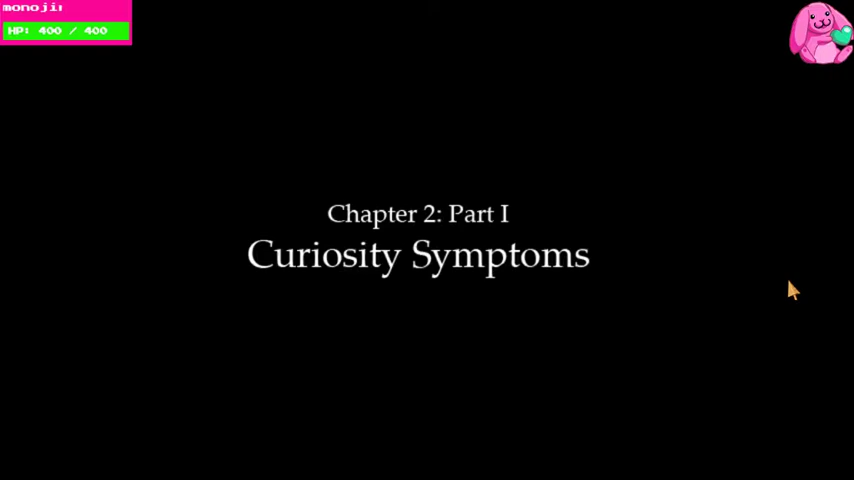 monoji:
HP: 400 / 400
Chapter 2: Part I
Curiosity Symptoms